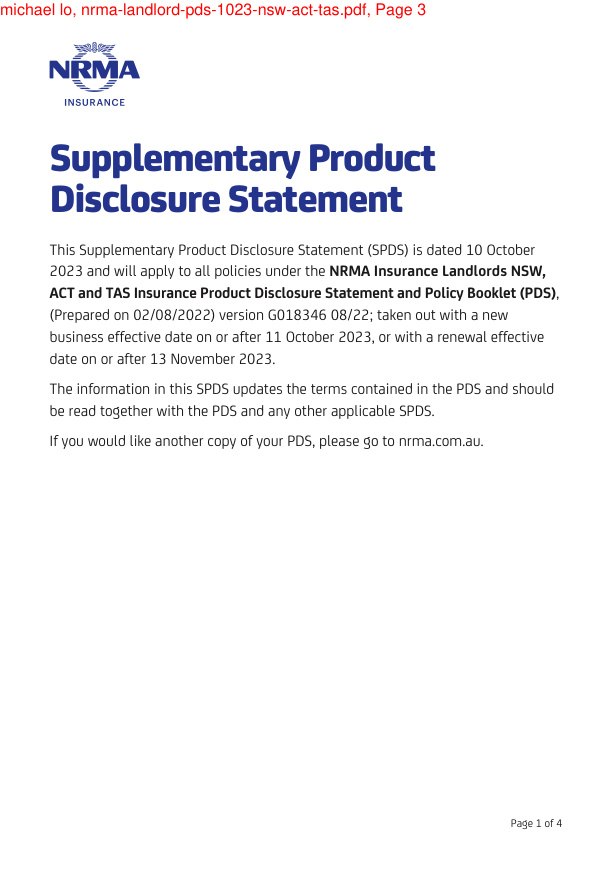 michael lo, nrma-landlord-pds-1023-nsw-act-tas.pdf, Page 3
NRMA
INSURANCE
Supplementary Product
Disclosure Statement
This Supplementary Product Disclosure Statement (SPDS) is dated 10 October
2023 and will apply to all policies under the NRMA Insurance Landlords NSW,
ACT and TAS Insurance Product Disclosure Statement and Policy Booklet (PDS),
(Prepared on 02/08/2022) version G018346 08/22; taken out with a new
business effective date on or after 11 October 2023, or with a renewal effective
date on or after 13 November 2023.
The information in this SPDS updates the terms contained in the PDS and should
be read together with the PDS and any other applicable SPDS.
If you would like another copy of your PDS, please go to nrma.com.au.
Page 1 of 4